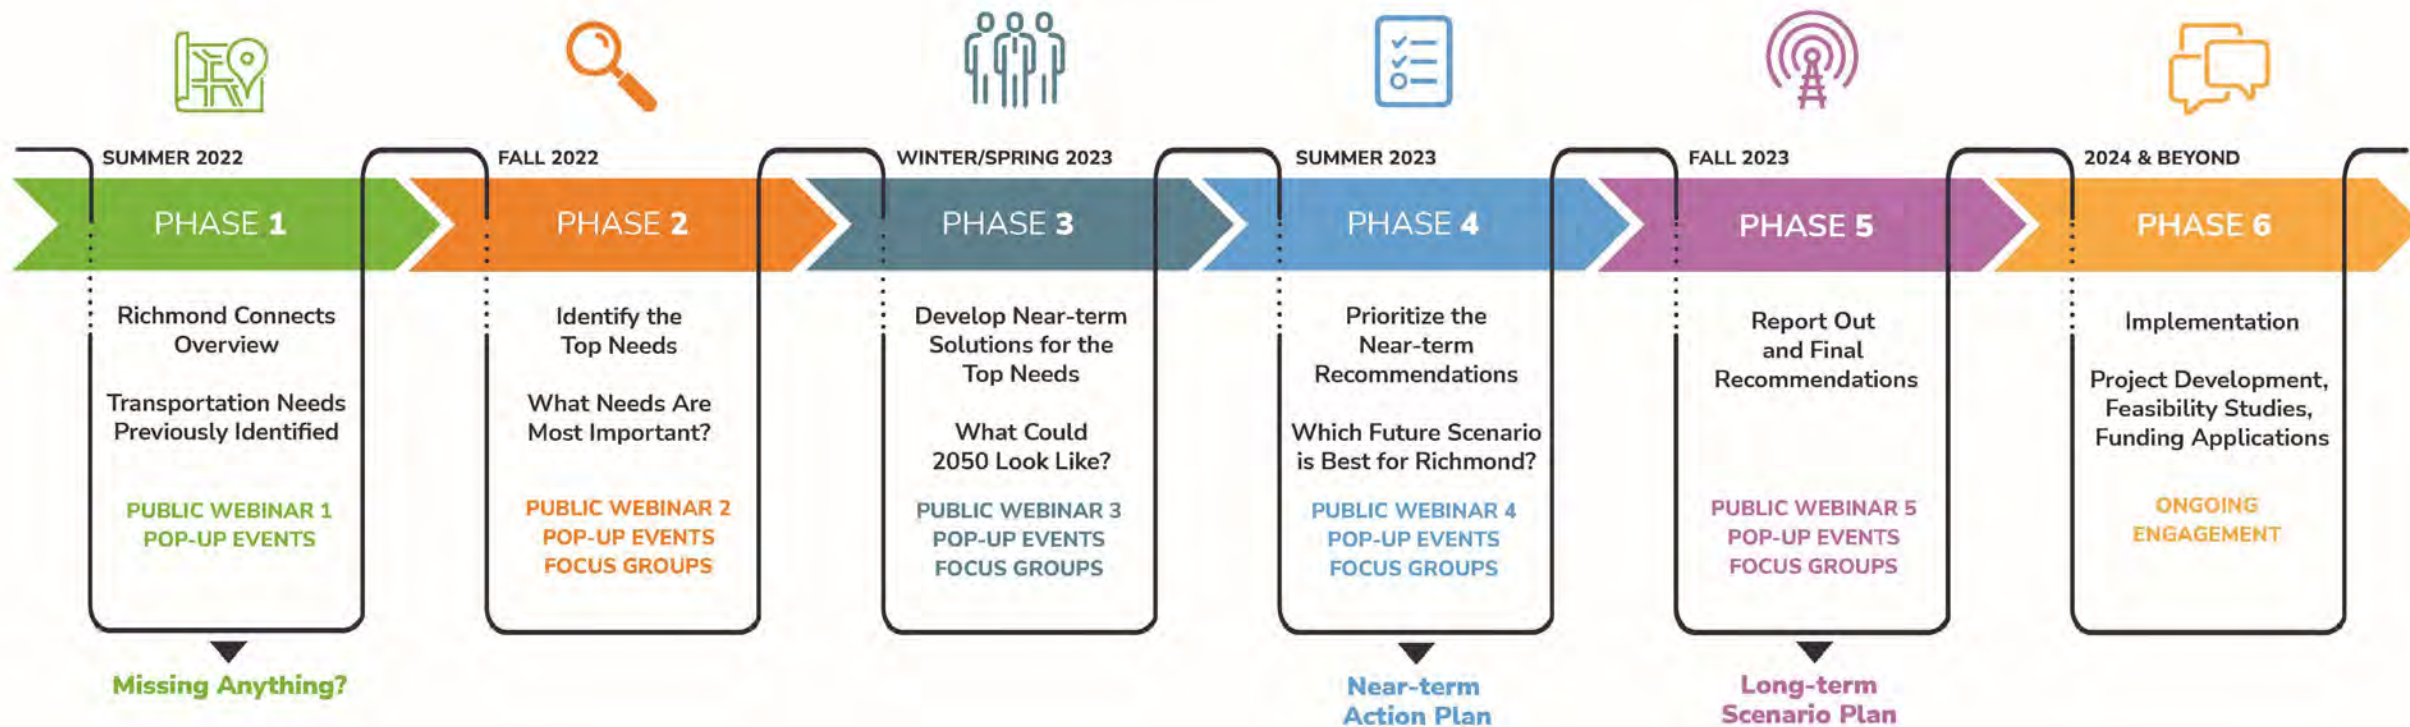 SUMMER 2022
PHASE 1
Richmond Connects
Overview
Transportation Needs
Previously Identified
PUBLIC WEBINAR 1
POP-UP EVENTS
Missing Anything?
FALL 2022
PHASE 2
Identify the
Top Needs
What Needs Are
Most Important?
PUBLIC WEBINAR 2
POP-UP EVENTS
FOCUS GROUPS
WINTER/SPRING 2023
PHASE 3
Develop Near-term
Solutions for the
Top Needs
What Could
2050 Look Like?
PUBLIC WEBINAR 3
POP-UP EVENTS
FOCUS GROUPS
SUMMER 2023
PHASE 4
Prioritize the
Near-term
Recommendations
Which Future Scenario
is Best for Richmond?
PUBLIC WEBINAR 4
POP-UP EVENTS
FOCUS GROUPS
Near-term
Action Plan
FALL 2023
PHASE 5
Report Out
and Final
Recommendations
PUBLIC WEBINAR 5
POP-UP EVENTS
FOCUS GROUPS
Long-term
Scenario Plan
2024 & BEYOND
PHASE 6
Implementation
Project Development,
Feasibility Studies,
Funding Applications
ONGOING
ENGAGEMENT